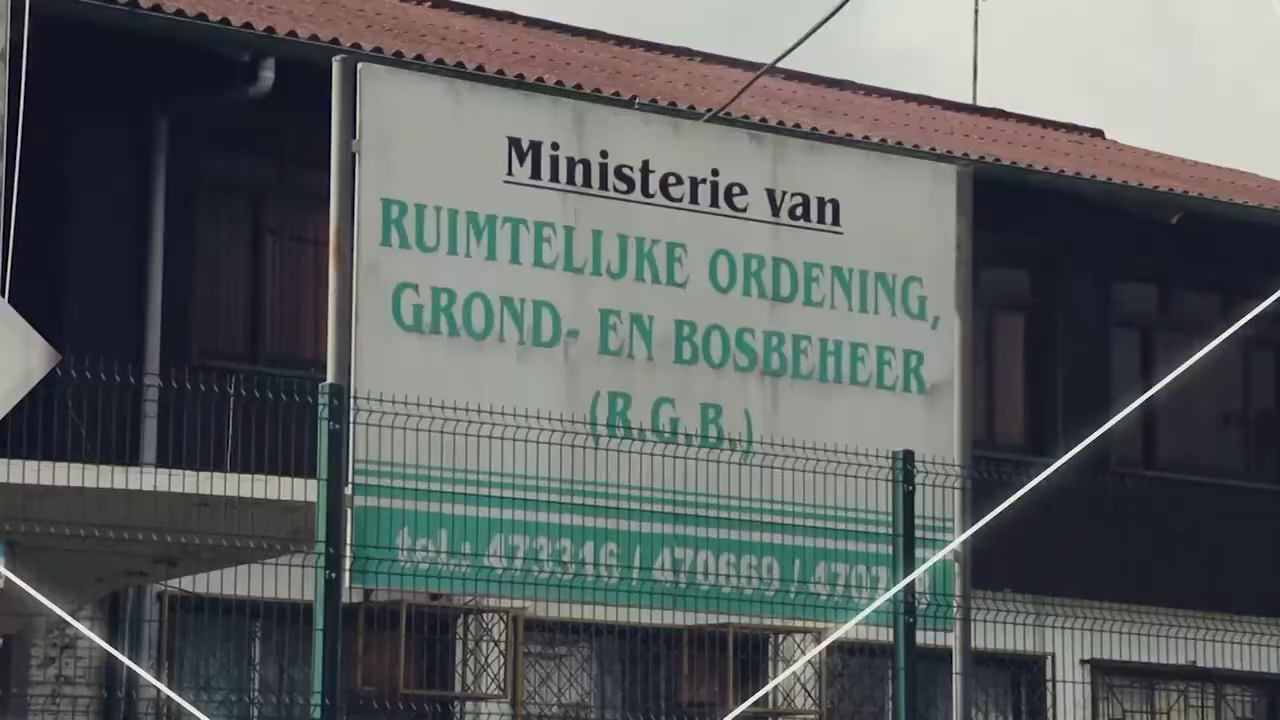 Ministerie van
RUIMTELIJKE ORDENING,
GROND- EN BOSBEHEER
(R.G.B.)
tel.: 473316 / 470669 /